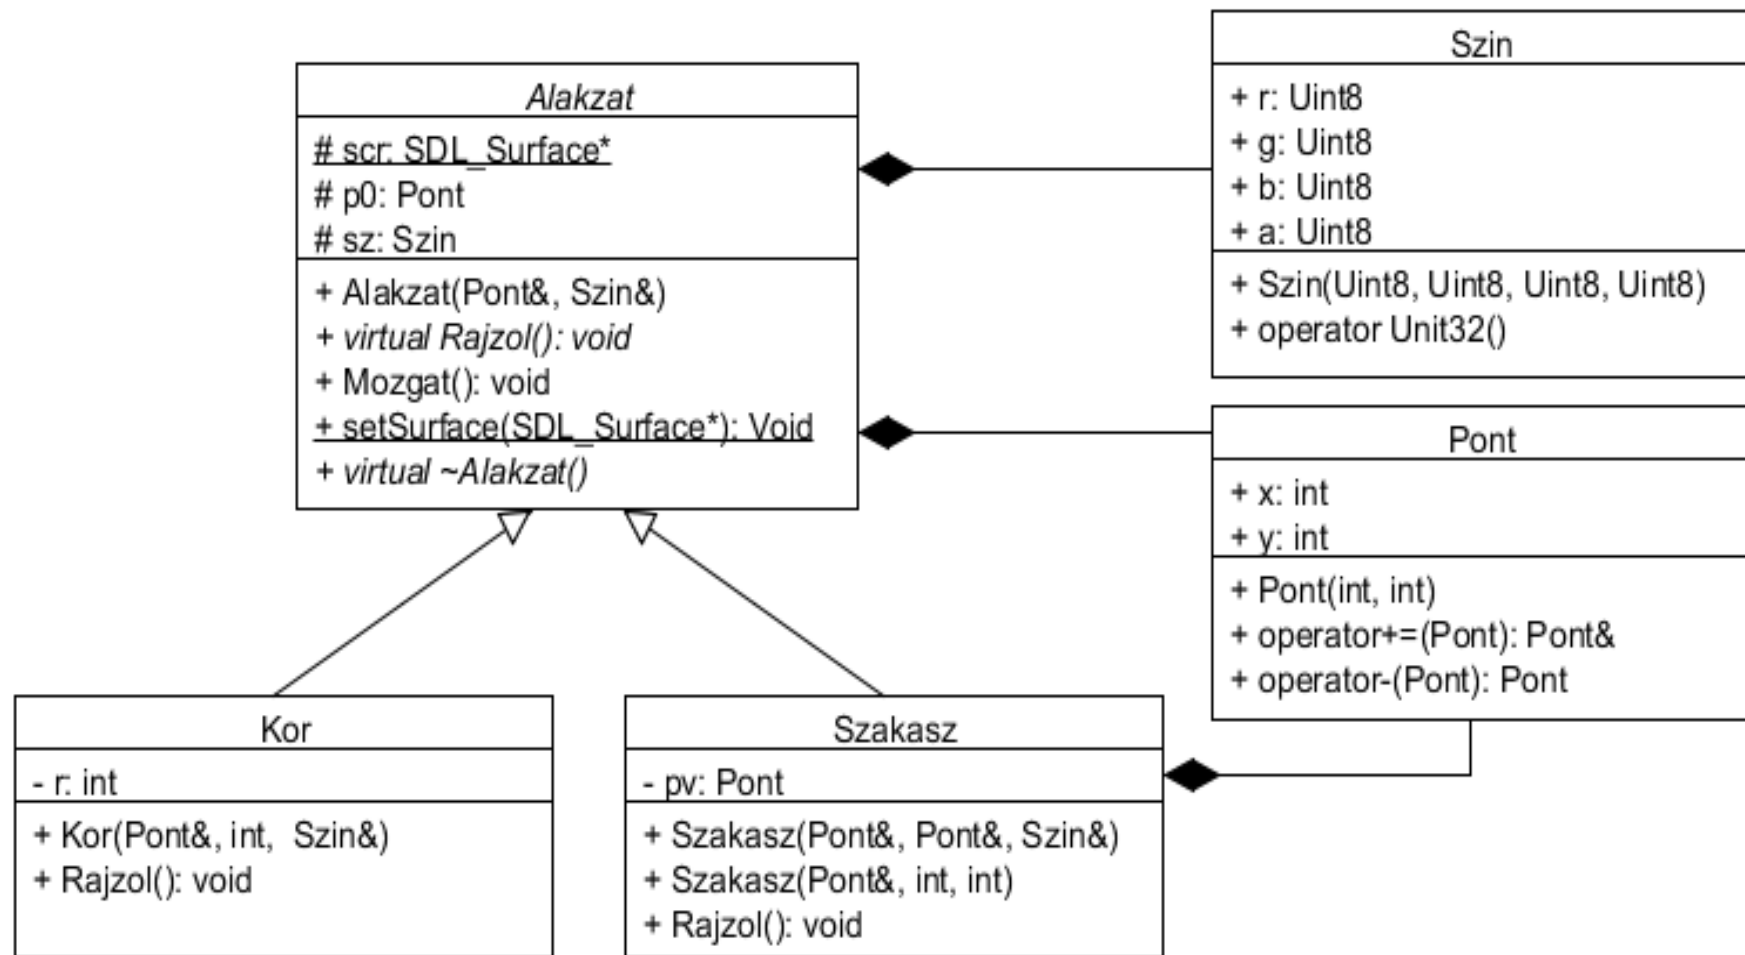 Alakzat
# scr: SDL_Surface*
# p0: Pont
# sz: Szin
+ Alakzat(Pont&, Szin&)
+ virtual Rajzol(): void
+ Mozgat(): void
+ setSurface(SDL_Surface*): Void
+ virtual ~Alakzat()
Szin
+ r: Uint8
+ g: Uint8
+ b: Uint8
+ a: Uint8
+ Szin(Uint8, Uint8, Uint8, Uint8)
+ operator Unit32()
Pont
+ x: int
+ y: int
+ Pont(int, int)
+ operator+=(Pont): Pont&
+ operator-(Pont): Pont
Kor
- r: int
+ Kor(Pont&, int, Szin&)
+ Rajzol(): void
Szakasz
- pv: Pont
+ Szakasz(Pont&, Pont&, Szin&)
+ Szakasz(Pont&, int, int)
+ Rajzol(): void